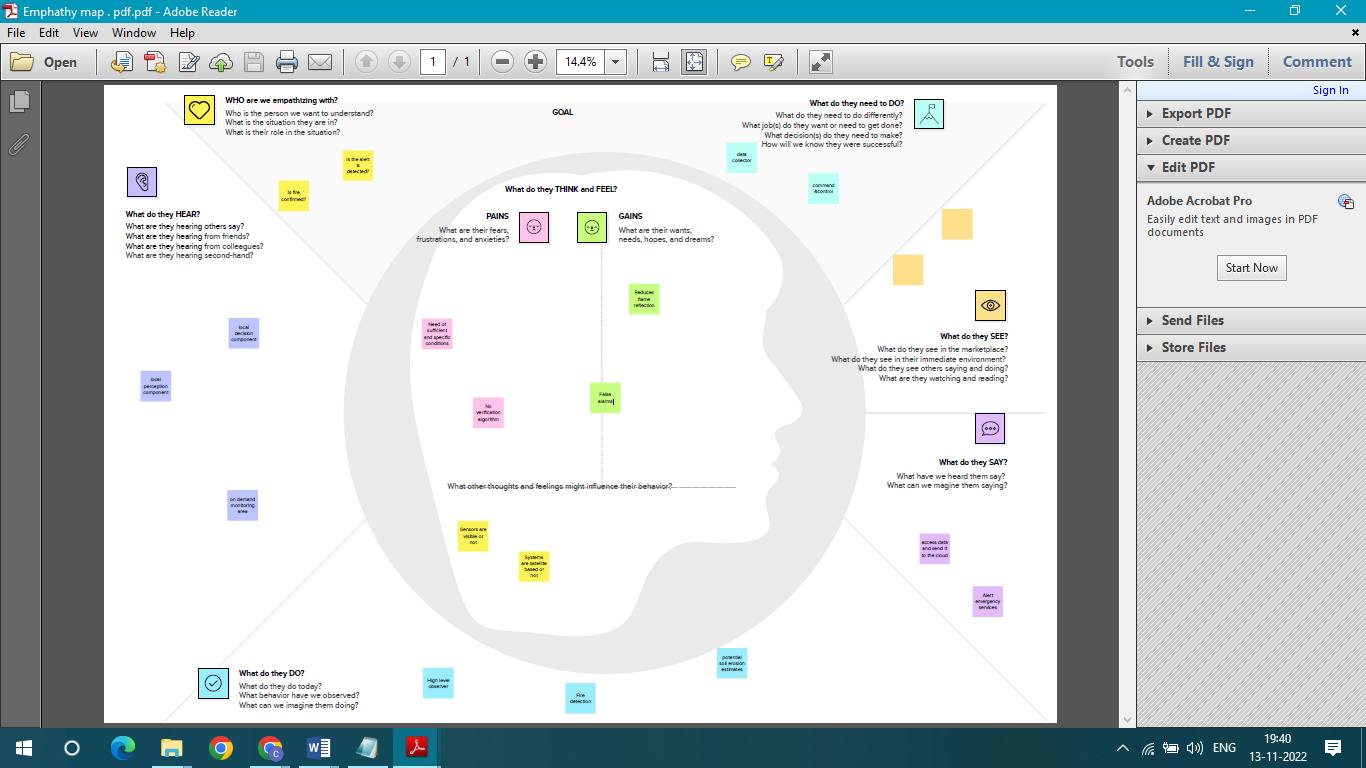 Emphathy map . pdf.pdf - Adobe Reader
File Edit View Window Help
Open
1 / 1
14.4%
Tools
Fill & Sign
Comment
Sign In
Export PDF
Create PDF
Edit PDF
Adobe Acrobat Pro
Easily edit text and images in PDF
documents
Start Now
Send Files
Store Files
WHO are we empathizing with?
Who is the person we want to understand?
What is the situation they are in?
What is their role in the situation?
GOAL
What do they need to DO?
What do they need to do differently?
What job(s) do they want or need to get done?
What decision(s) do they need to make?
How will we know they were successful?
Is the alert
is
detected?
Is fire
confirmed?
data
collector
command
&control
What do they HEAR?
What are they hearing others say?
What are they hearing from friends?
What are they hearing from colleagues?
What are they hearing second-hand?
What do they THINK and FEEL?
PAINS
What are their fears,
frustrations, and anxieties?
GAINS
What are their wants,
needs, hopes, and dreams?
Reduces
flame
reflection
Need of
sufficient
and specific
conditions
False
alarms
No
verification
algorithm
local
decision
component
local
perception
component
on demand
monitoring
area
What do they SEE?
What do they see in the marketplace?
What do they see in their immediate environment?
What do they see others saying and doing?
What are they watching and reading?
What do they SAY?
What have we heard them say?
What can we magine them saying?
What other thoughts and feelings might influence their behavior?
Sensors are
visible or
not
Systems
are satellite
based or
not
access data
and send it
to the cloud
Alert
emergency
services
What do they DO?
What do they do today?
What behavior have we observed?
What can we imagine them doing?
High level
observer
Fire
detection
potential
soil erosion
estimates
ENG
19:40
13-11-2022